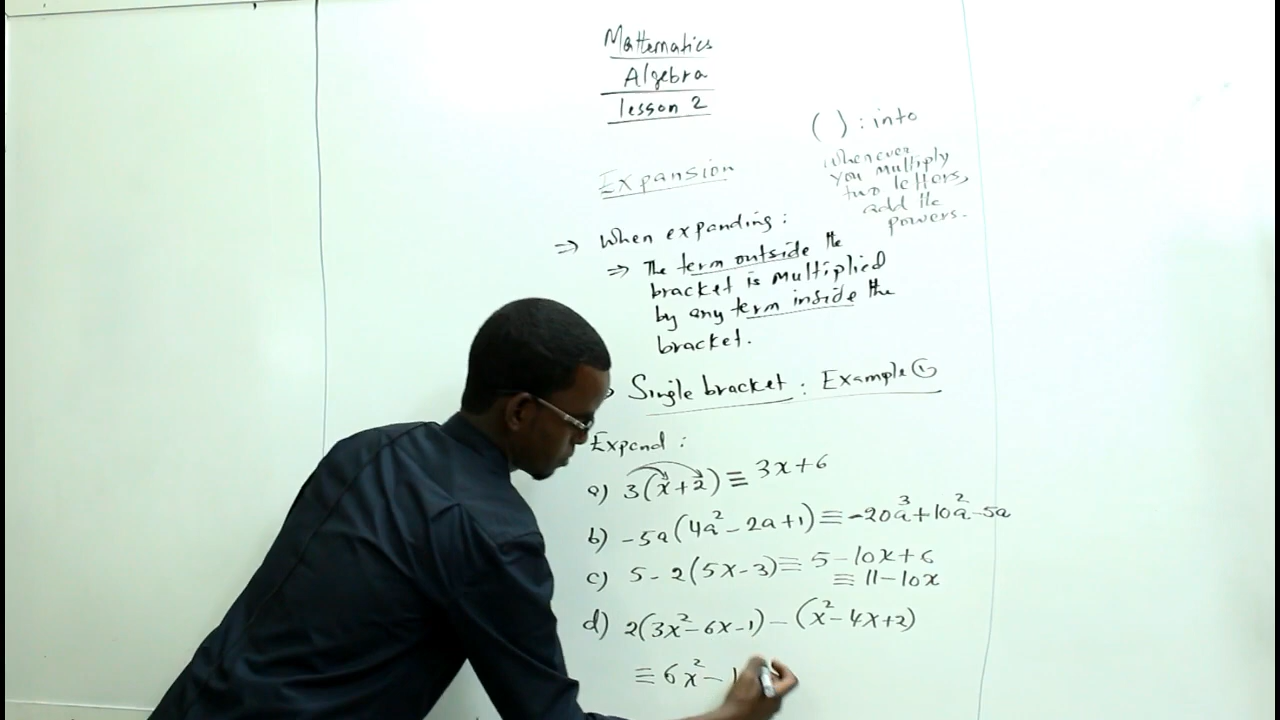 Mathematics
Algebra
lesson 2
( ) : into
Whenever
you multiply
two letters,
add the
powers.
Expansion
⇒ When expanding :
⇒ The term outside the
bracket is multiplied
by any term inside the
bracket.
Single bracket : Example ①
Expand :
a) 3(x+2) ≡ 3x+6
b) -5a(4a² - 2a+1) ≡ -20a³+10a²-5a
c) 5 - 2(5x-3) ≡ 5-10x+6
≡ 11-10x
d) 2(3x²-6x-1) - (x²-4x+2)
≡ 6x² - 1